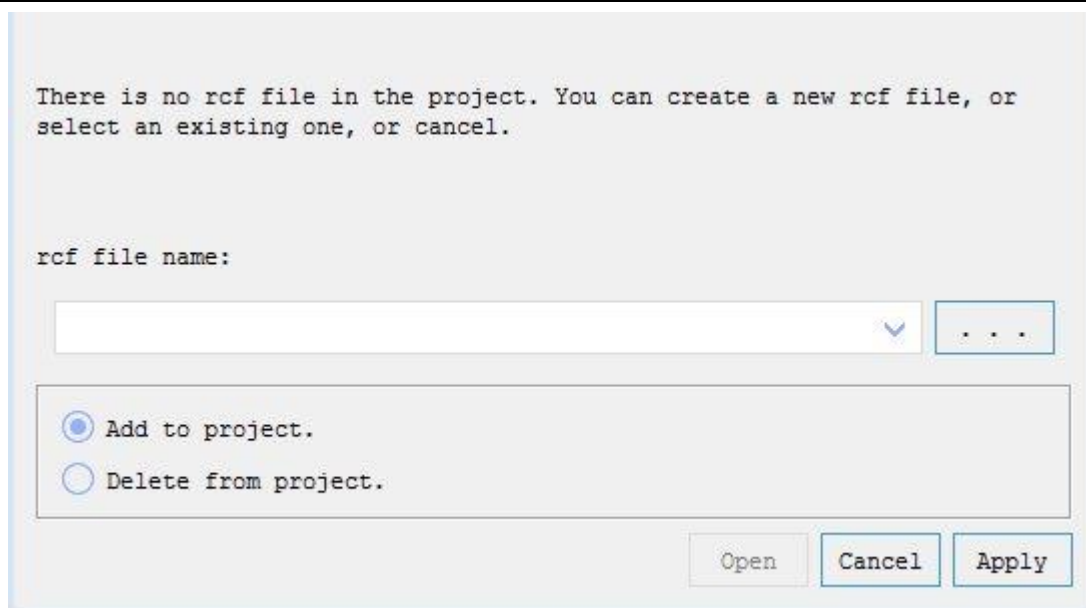 There is no rcf file in the project. You can create a new rcf file, or
select an existing one, or cancel.
rcf file name:
. . .
Add to project.
Delete from project.
Open Cancel Apply